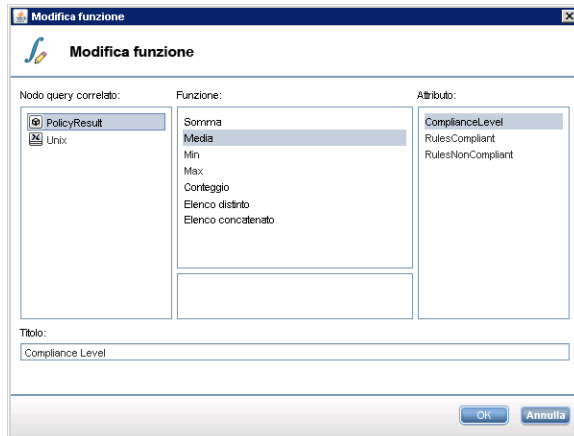 Modifica funzione
Modifica funzione
Nodo query correlato:
Funzione:
Attributo:
PolicyResult
Unix
Somma
Media
Min
Max
Conteggio
Elenco distinto
Elenco concatenato
ComplianceLevel
RulesCompliant
RulesNonCompliant
Titolo:
Compliance Level
OK
Annulla